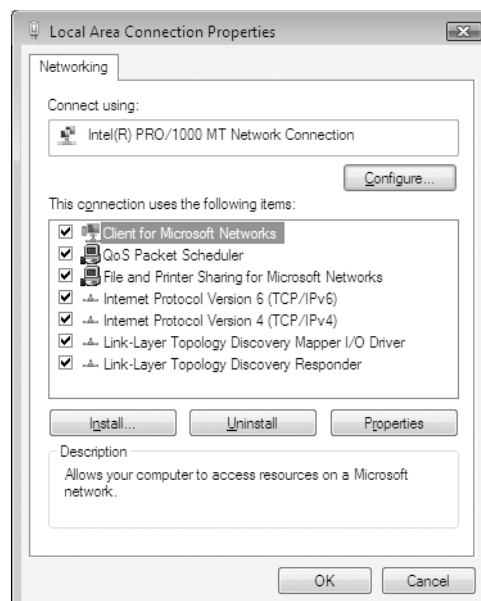 Local Area Connection Properties
Networking
Connect using:
Intel(R) PRO/1000 MT Network Connection
Configure...
This connection uses the following items:
Client for Microsoft Networks
QoS Packet Scheduler
File and Printer Sharing for Microsoft Networks
Internet Protocol Version 6 (TCP/IPv6)
Internet Protocol Version 4 (TCP/IPv4)
Link-Layer Topology Discovery Mapper I/O Driver
Link-Layer Topology Discovery Responder
Install... Uninstall Properties
Description
Allows your computer to access resources on a Microsoft
network.
OK Cancel